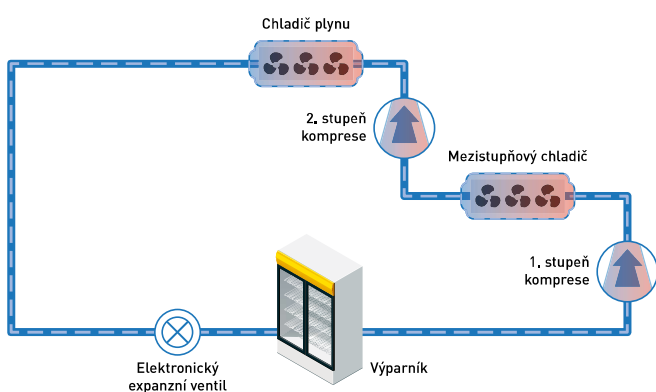 Chladič plynu
2. stupeň
komprese
Mezistupňový chladič
1. stupeň
komprese
Elektronický
expanzní ventil
Výparník